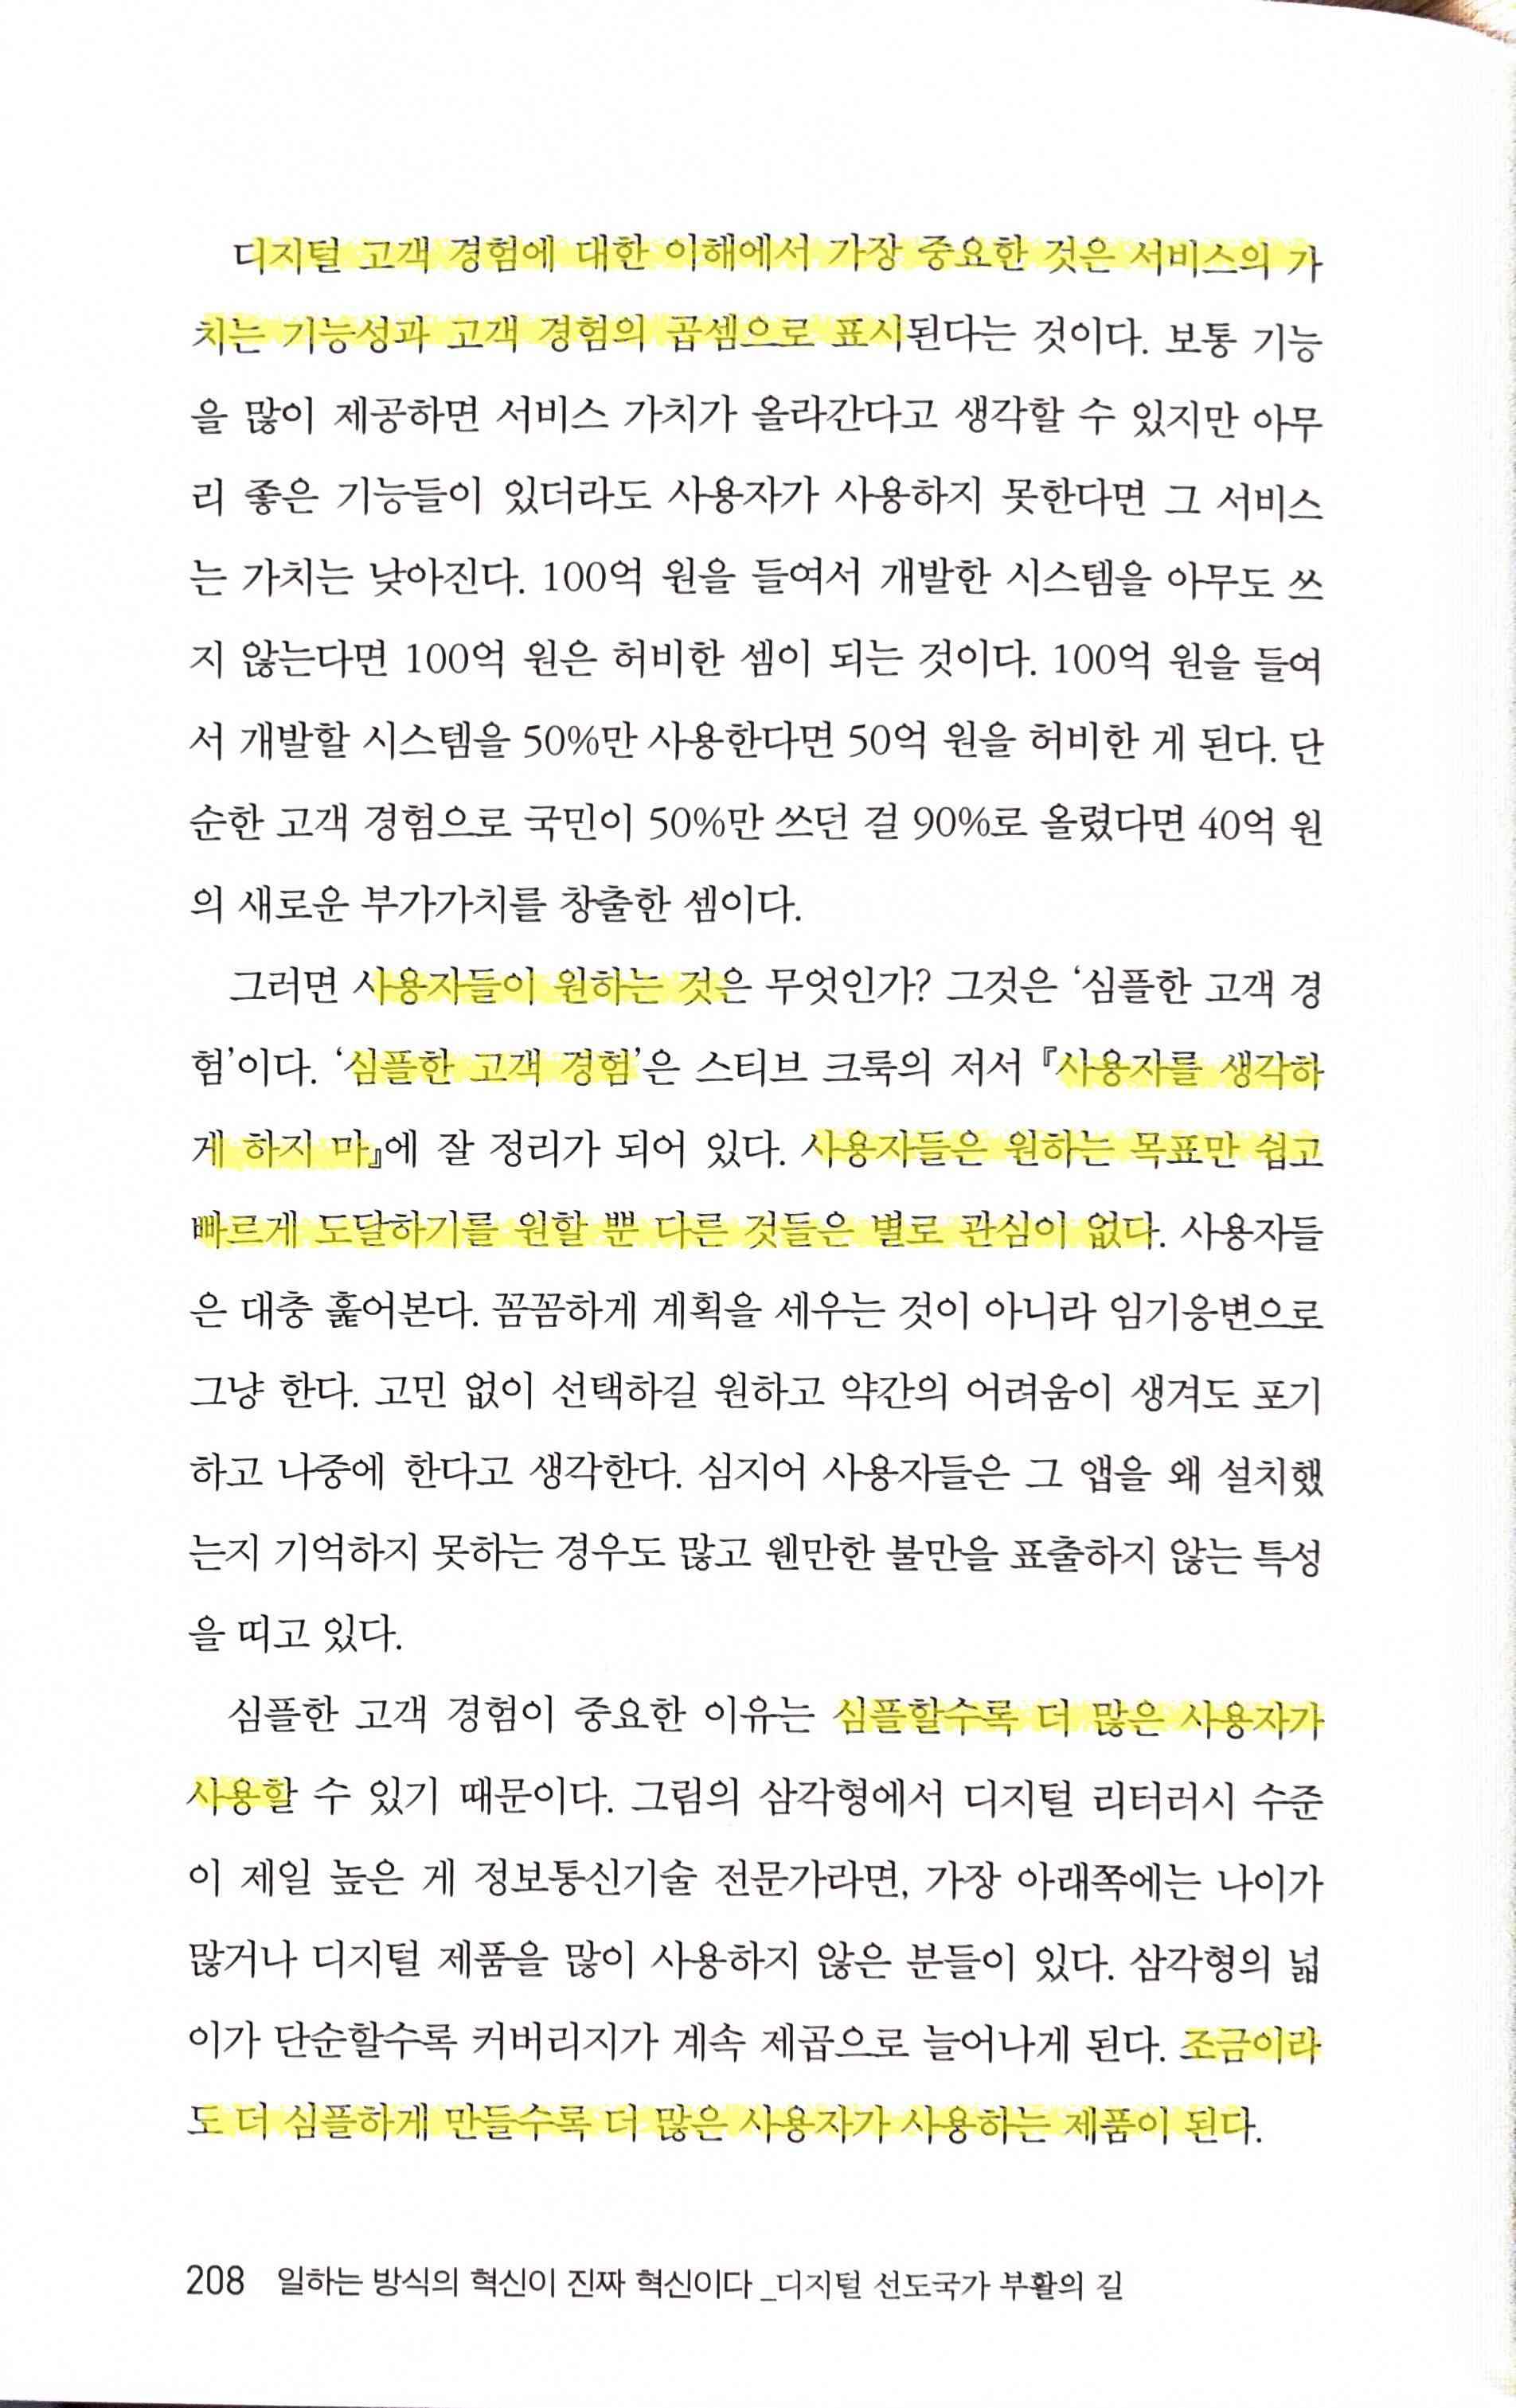 디지털 고객 경험에 대한 이해에서 가장 중요한 것은 서비스의 가
치는 기능성과 고객 경험의 곱셈으로 표시된다는 것이다. 보통 기능
을 많이 제공하면 서비스 가치가 올라간다고 생각할 수 있지만 아무
리 좋은 기능들이 있더라도 사용자가 사용하지 못한다면 그 서비스
는 가치는 낮아진다. 100억 원을 들여서 개발한 시스템을 아무도 쓰
지 않는다면 100억 원은 허비한 셈이 되는 것이다. 100억 원을 들여
서 개발할 시스템을 50%만 사용한다면 50억 원을 허비한 게 된다. 단
순한 고객 경험으로 국민이 50%만 쓰던 걸 90%로 올렸다면 40억 원
의 새로운 부가가치를 창출한 셈이다.
그러면 사용자들이 원하는 것은 무엇인가? 그것은 ‘심플한 고객 경
험’이다. ‘심플한 고객 경험’은 스티브 크룩의 저서 『사용자를 생각하
게 하지 마』에 잘 정리가 되어 있다. 사용자들은 원하는 목표만 쉽고
빠르게 도달하기를 원할 뿐 다른 것들은 별로 관심이 없다. 사용자들
은 대충 훑어본다. 꼼꼼하게 계획을 세우는 것이 아니라 임기응변으로
그냥 한다. 고민 없이 선택하길 원하고 약간의 어려움이 생겨도 포기
하고 나중에 한다고 생각한다. 심지어 사용자들은 그 앱을 왜 설치했
는지 기억하지 못하는 경우도 많고 웬만한 불만을 표출하지 않는 특성
을 띠고 있다.
심플한 고객 경험이 중요한 이유는 심플할수록 더 많은 사용자가
사용할 수 있기 때문이다. 그림의 삼각형에서 디지털 리터러시 수준
이 제일 높은 게 정보통신기술 전문가라면, 가장 아래쪽에는 나이가
많거나 디지털 제품을 많이 사용하지 않은 분들이 있다. 삼각형의 넓
이가 단순할수록 커버리지가 계속 제곱으로 늘어나게 된다. 조금이라
도 더 심플하게 만들수록 더 많은 사용자가 사용하는 제품이 된다.
208 일하는 방식의 혁신이 진짜 혁신이다 _디지털 선도국가 부활의 길